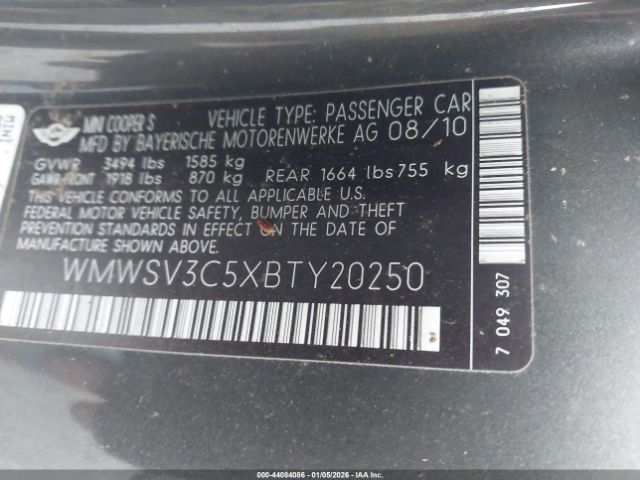 MINI COOPER S VEHICLE TYPE: PASSENGER CAR
MFD BY BAYERISCHE MOTORENWERKE AG 08/10
GVWR 3494 lbs 1585 kg
GAWR FRONT 1918 lbs 870 kg REAR 1664 lbs 755 kg
THIS VEHICLE CONFORMS TO ALL APPLICABLE U.S.
FEDERAL MOTOR VEHICLE SAFETY, BUMPER AND THEFT
PREVENTION STANDARDS IN EFFECT ON THE DATE OF
MANUFACTURE SHOWN ABOVE.
WMWSV3C5XBTY20250
7 049 307
MINI
000-44084086 - 01/05/2026 - IAA Inc.